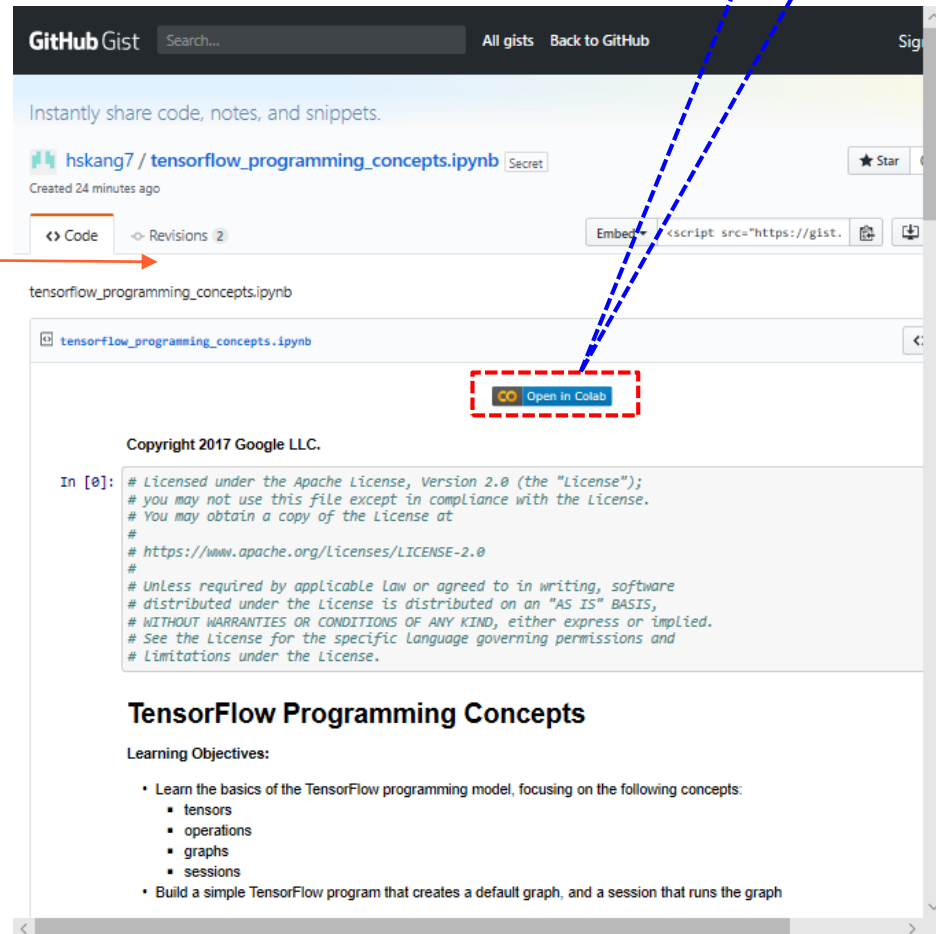 GitHub Gist Search... All gists Back to GitHub
Instantly share code, notes, and snippets.
hskang7 / tensorflow_programming_concepts.ipynb Secret
Star
Created 24 minutes ago
<> Code Revisions 2 Embed <script src="https://gist.
tensorflow_programming_concepts.ipynb
tensorflow_programming_concepts.ipynb
CO Open in Colab
Copyright 2017 Google LLC.
In [0]: # Licensed under the Apache License, Version 2.0 (the "License");
# you may not use this file except in compliance with the License.
# You may obtain a copy of the License at
#
# https://www.apache.org/licenses/LICENSE-2.0
#
# Unless required by applicable law or agreed to in writing, software
# distributed under the License is distributed on an "AS IS" BASIS,
# WITHOUT WARRANTIES OR CONDITIONS OF ANY KIND, either express or implied.
# See the License for the specific language governing permissions and
# limitations under the License.
TensorFlow Programming Concepts
Learning Objectives:
• Learn the basics of the TensorFlow programming model, focusing on the following concepts:
▪ tensors
▪ operations
▪ graphs
▪ sessions
• Build a simple TensorFlow program that creates a default graph, and a session that runs the graph